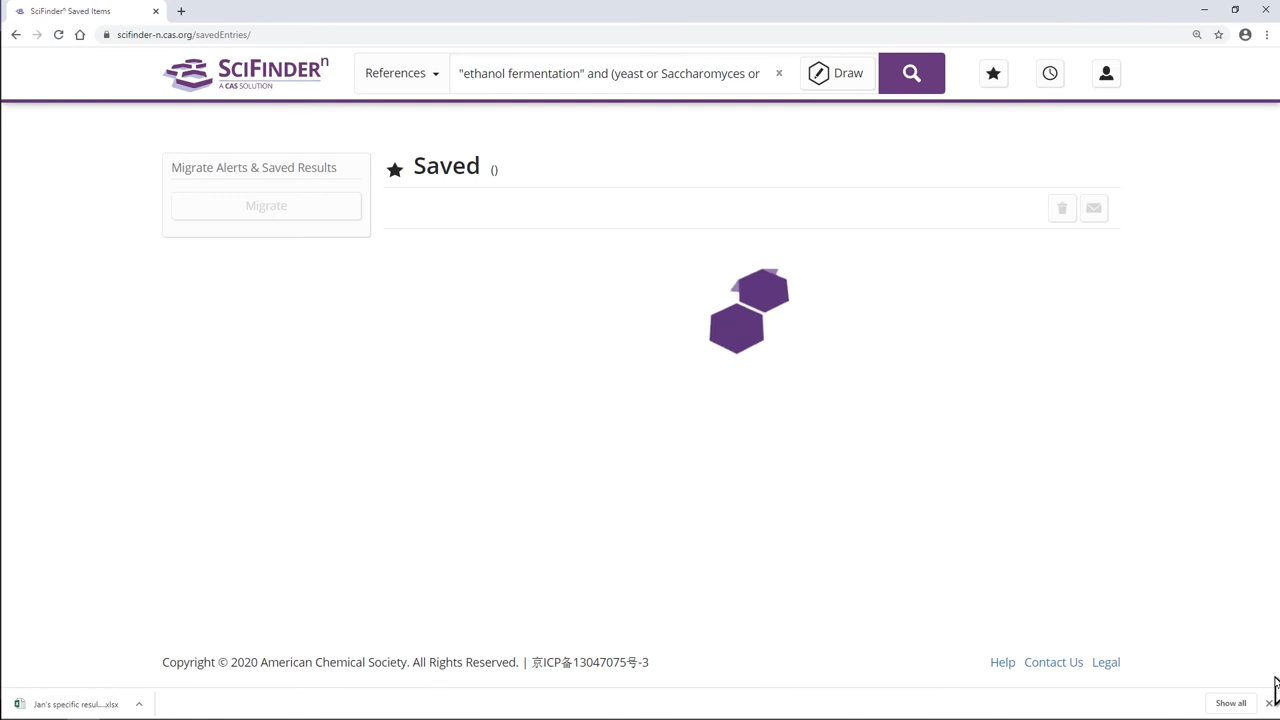 SciFinderⁿ Saved Items
scifinder-n.cas.org/savedEntries/
SCIFINDERⁿ
A CAS SOLUTION
References
"ethanol fermentation" and (yeast or Saccharomyces or
Draw
Migrate Alerts & Saved Results
Migrate
Saved ()
Copyright © 2020 American Chemical Society. All Rights Reserved. | 京ICP备13047075号-3
Help Contact Us Legal
Jan's specific resul....xlsx
Show all